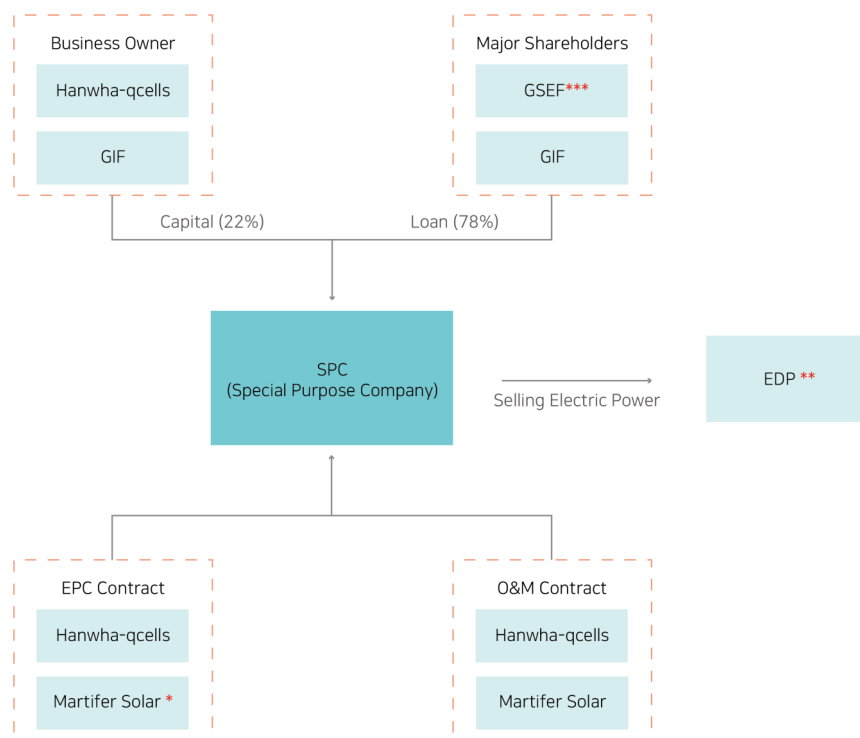 Business Owner
Hanwha-qcells
GIF
Major Shareholders
GSEF***
GIF
Capital (22%)
Loan (78%)
SPC
(Special Purpose Company)
Selling Electric Power
EDP **
EPC Contract
Hanwha-qcells
Martifer Solar *
O&M Contract
Hanwha-qcells
Martifer Solar